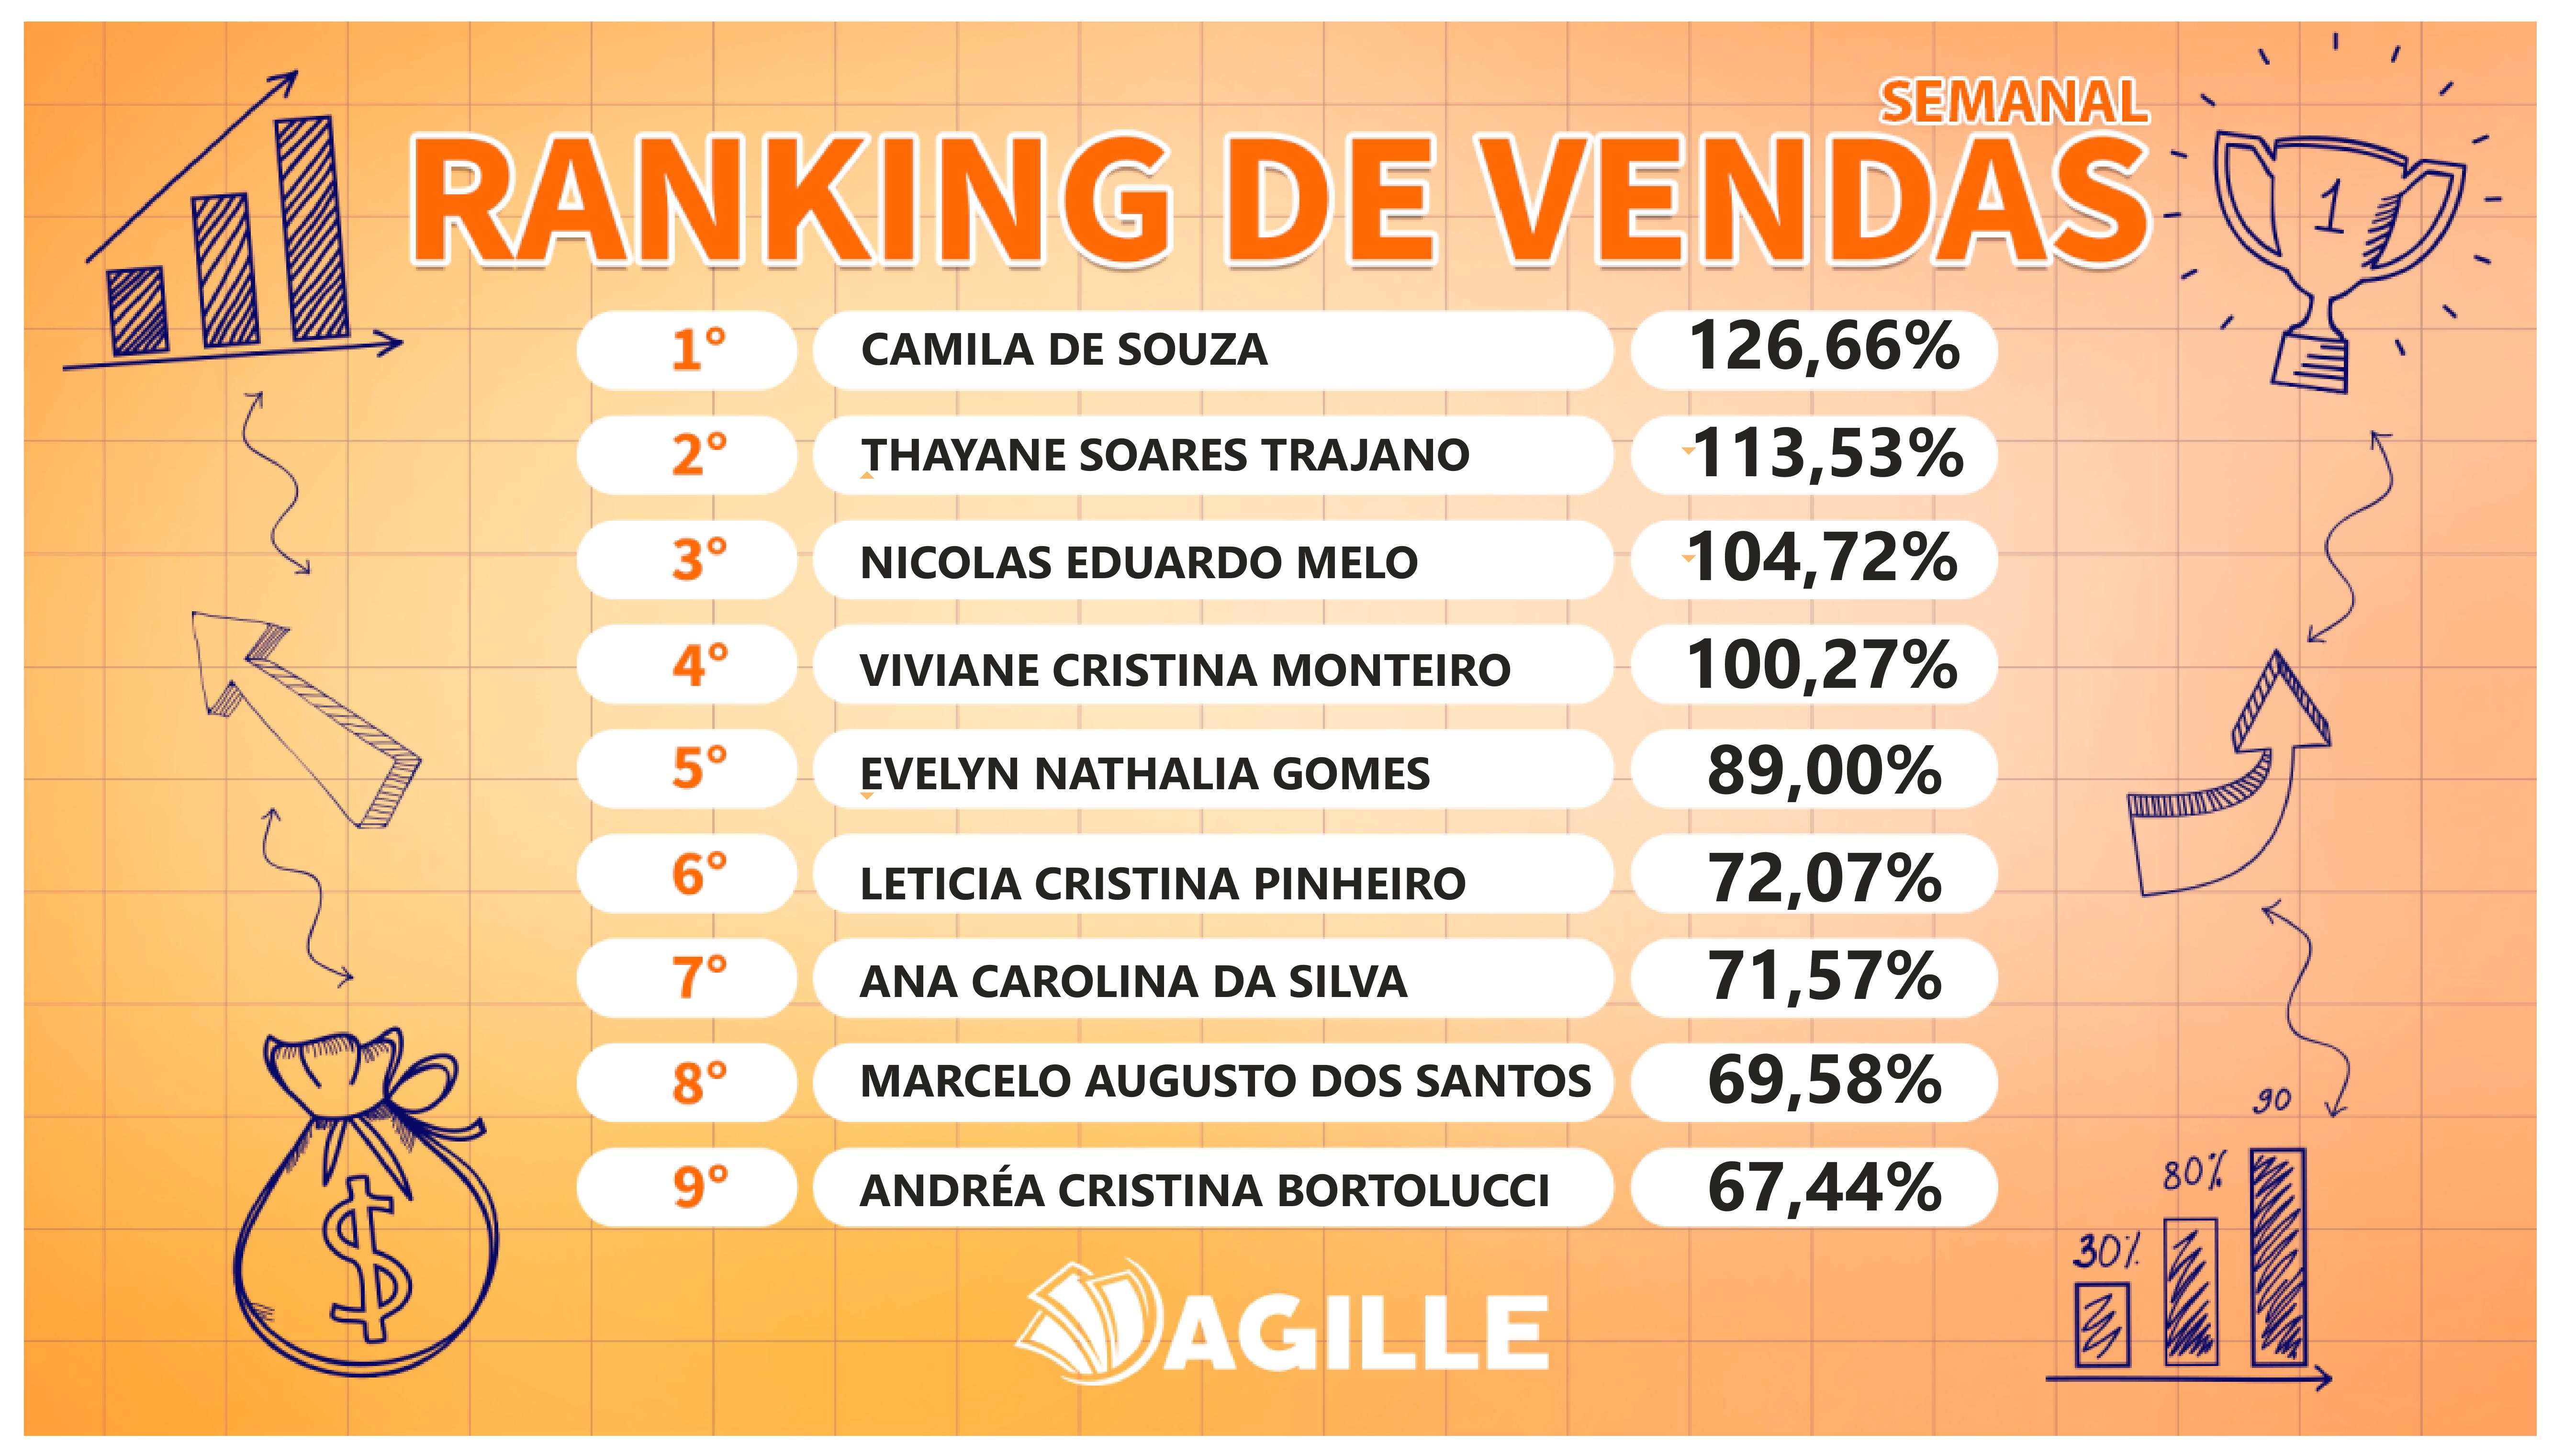 SEMANAL
RANKING DE VENDAS
1
1° CAMILA DE SOUZA 126,66%
2° THAYANE SOARES TRAJANO 113,53%
3° NICOLAS EDUARDO MELO 104,72%
4° VIVIANE CRISTINA MONTEIRO 100,27%
5° EVELYN NATHALIA GOMES 89,00%
6° LETICIA CRISTINA PINHEIRO 72,07%
7° ANA CAROLINA DA SILVA 71,57%
8° MARCELO AUGUSTO DOS SANTOS 69,58%
9° ANDRÉA CRISTINA BORTOLUCCI 67,44%
$
30% 80% 90
AGILLE